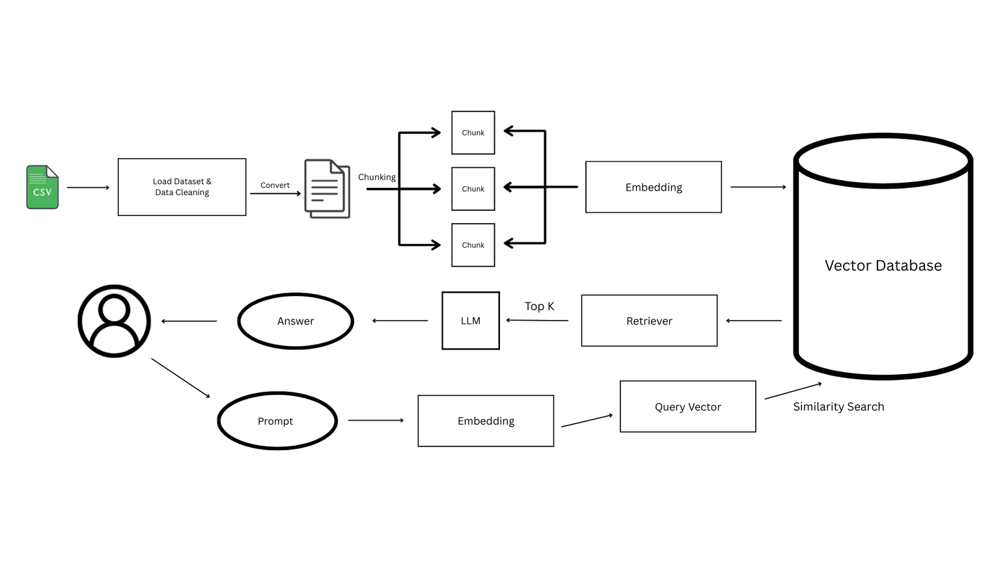 CSV
Load Dataset &
Data Cleaning
Convert
Chunking
Chunk
Chunk
Chunk
Embedding
Vector Database
Answer
LLM
Top K
Retriever
Prompt
Embedding
Query Vector
Similarity Search